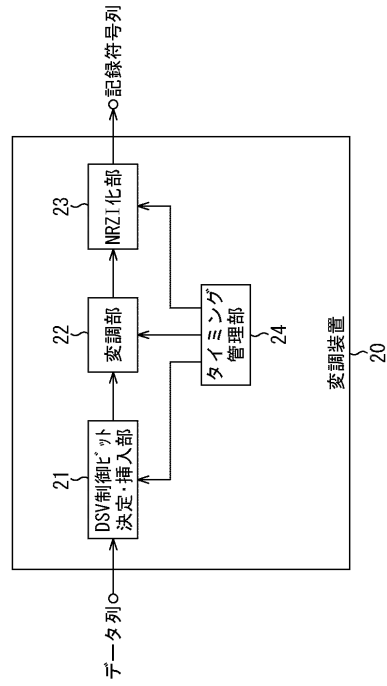 データ列
21
DSV制御ビット
決定・挿入部
22
変調部
23
NRZI化部
記録符号列
タイミング
管理部
24
変調装置
20